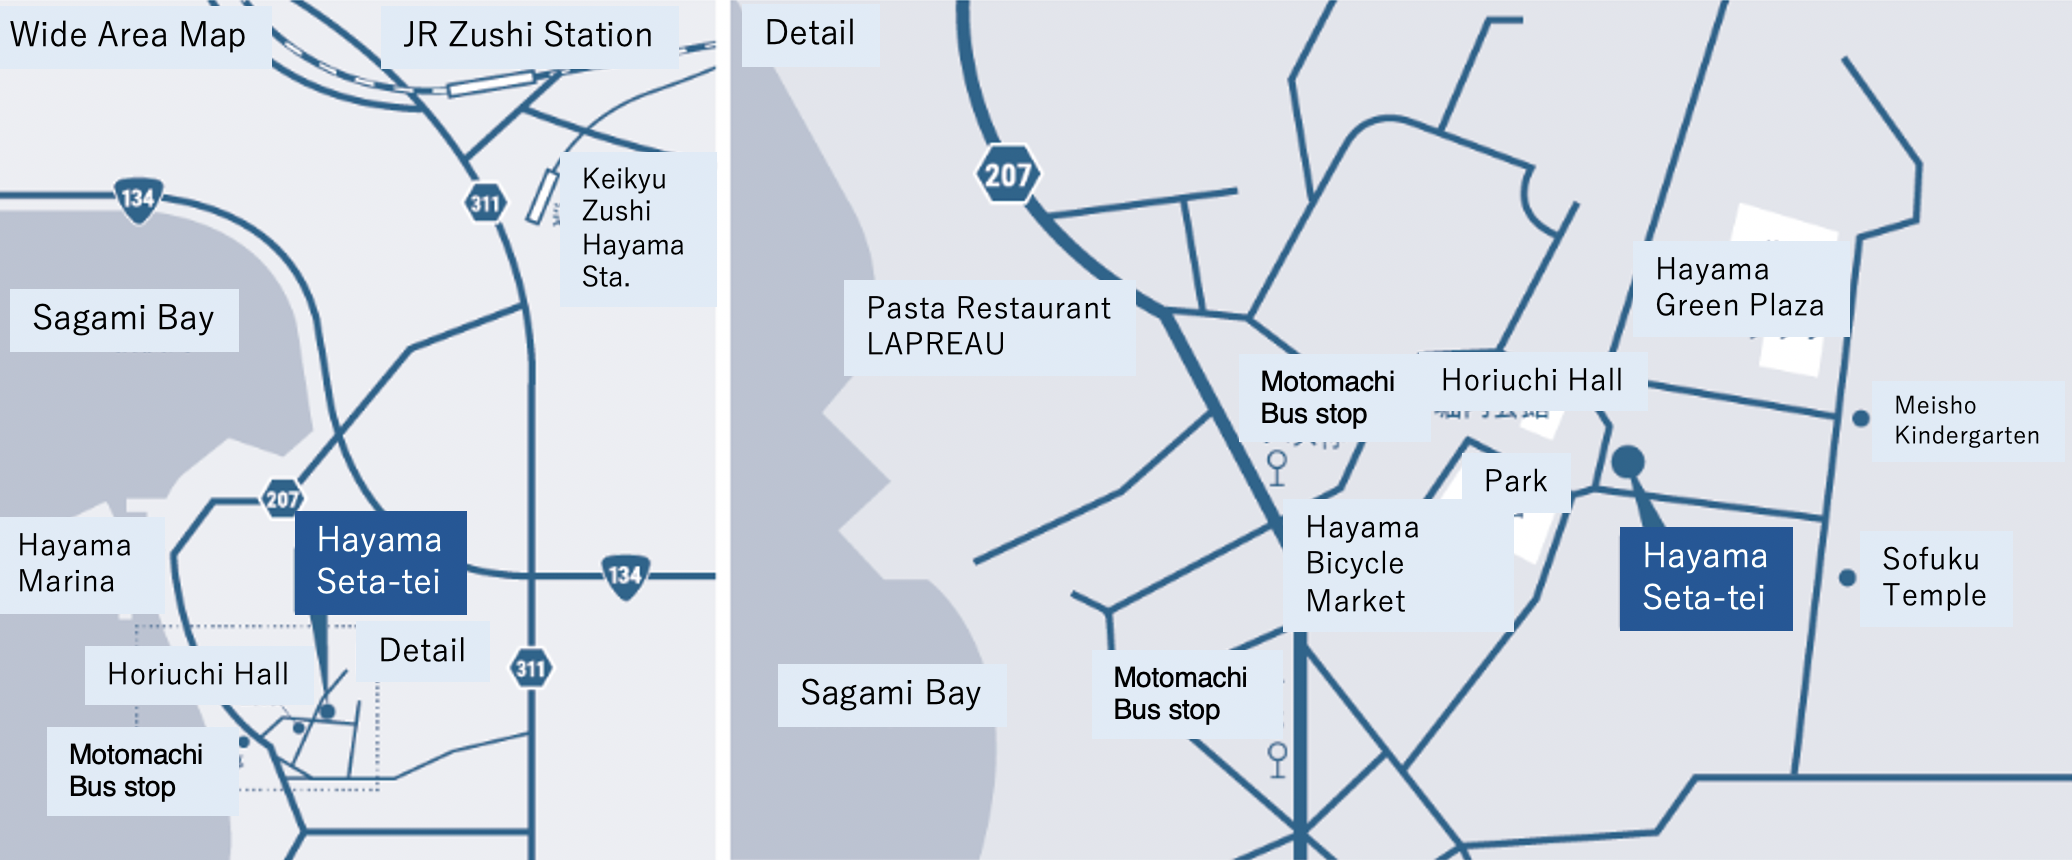 Wide Area Map
JR Zushi Station
134
311
Keikyu
Zushi
Hayama
Sta.
Sagami Bay
207
Hayama
Marina
Hayama
Seta-tei
134
Detail
311
Horiuchi Hall
Motomachi
Bus stop
Detail
207
Hayama
Green Plaza
Pasta Restaurant
LAPREAU
Motomachi
Bus stop
Horiuchi Hall
Meisho
Kindergarten
Park
Hayama
Bicycle
Market
Hayama
Seta-tei
Sofuku
Temple
Sagami Bay
Motomachi
Bus stop